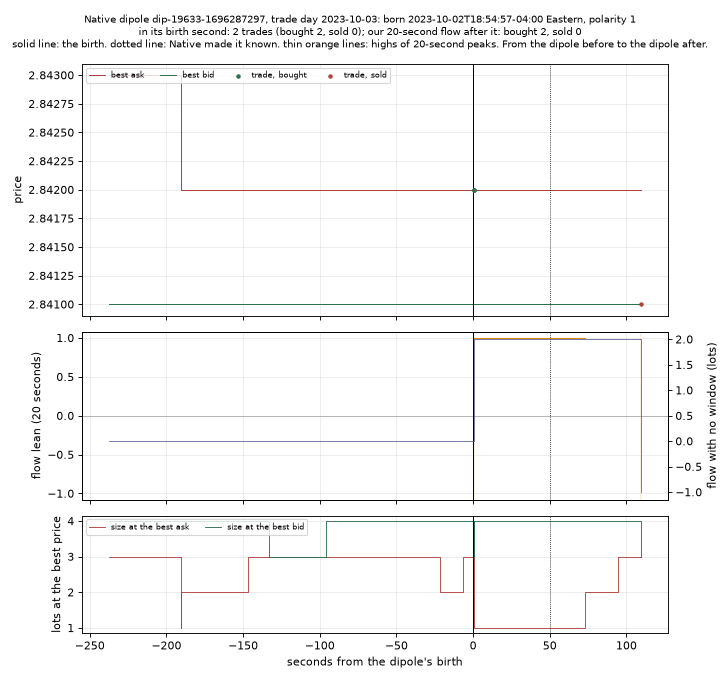 Native dipole dip-19633-1696287297, trade day 2023-10-03: born 2023-10-02T18:54:57-04:00 Eastern, polarity 1
in its birth second: 2 trades (bought 2, sold 0); our 20-second flow after it: bought 2, sold 0
solid line: the birth. dotted line: Native made it known. thin orange lines: highs of 20-second peaks. From the dipole before to the dipole after.
best ask best bid trade, bought trade, sold
2.84300
2.84275
2.84250
2.84225
2.84200
2.84175
2.84150
2.84125
2.84100
price
1.0
0.5
0.0
−0.5
−1.0
flow lean (20 seconds)
2.0
1.5
1.0
0.5
0.0
−0.5
−1.0
flow with no window (lots)
size at the best ask size at the best bid
4
3
2
1
lots at the best price
−250 −200 −150 −100 −50 0 50 100
seconds from the dipole's birth